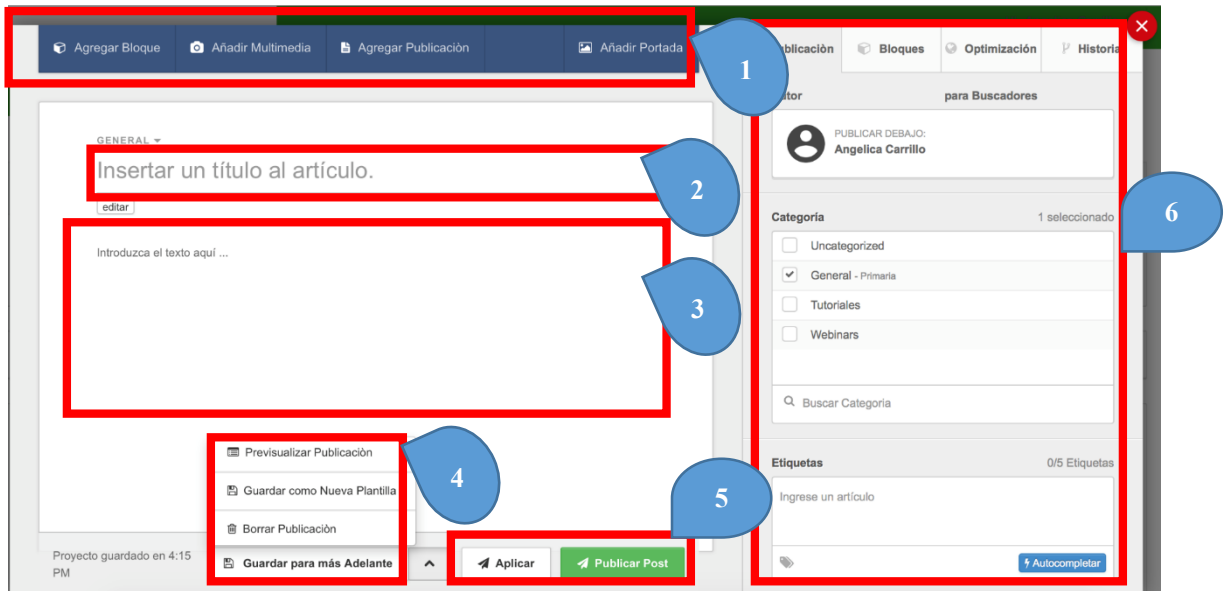 Agregar Bloque Añadir Multimedia Agregar Publicaciòn Añadir Portada
1
ublicaciòn Bloques Optimización Historia
tor para Buscadores
PUBLICAR DEBAJO:
Angelica Carrillo
GENERAL
Insertar un título al artículo.
2
editar
Introduzca el texto aquí ...
3
Categoría 1 seleccionado
6
Uncategorized
General - Primaria
Tutoriales
Webinars
Buscar Categoria
Previsualizar Publicaciòn
Guardar como Nueva Plantilla
Borrar Publicaciòn
4
Etiquetas 0/5 Etiquetas
Ingrese un artículo
5
Proyecto guardado en 4:15
PM
Guardar para más Adelante
Aplicar Publicar Post
Autocompletar